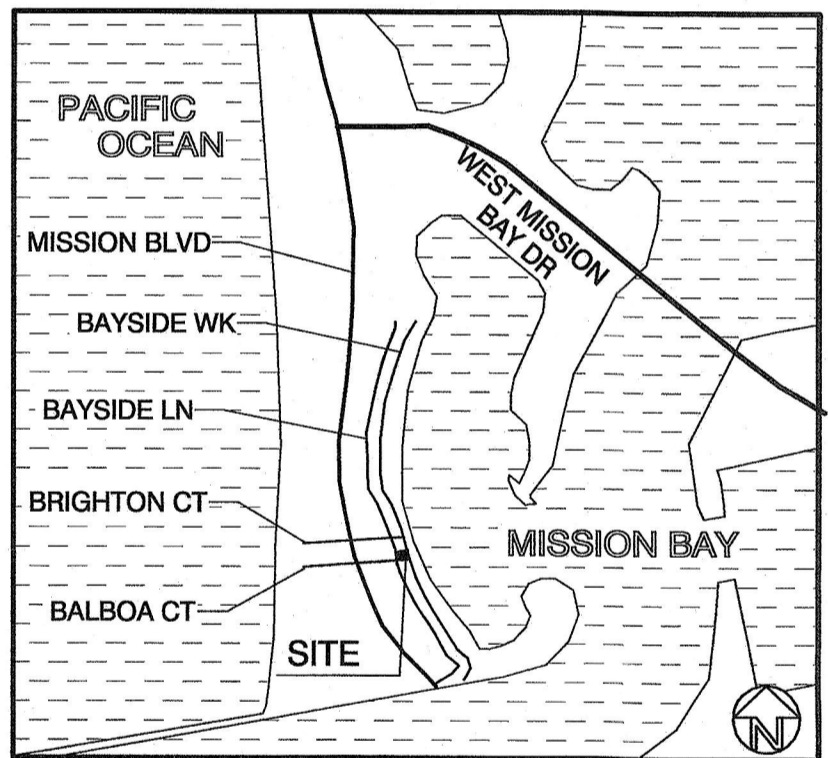 PACIFIC
OCEAN
WEST MISSION
BAY DR
MISSION BLVD
BAYSIDE WK
BAYSIDE LN
BRIGHTON CT
MISSION BAY
BALBOA CT
SITE
N